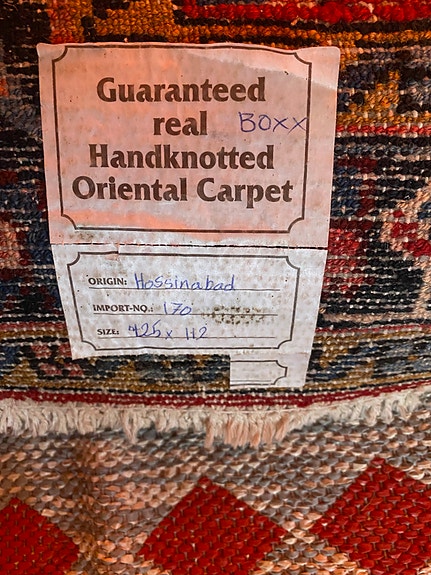 Guaranteed
real BOXX
Handknotted
Oriental Carpet
ORIGIN: Hossinabad
IMPORT-NO.: 170
SIZE: 425 x 112